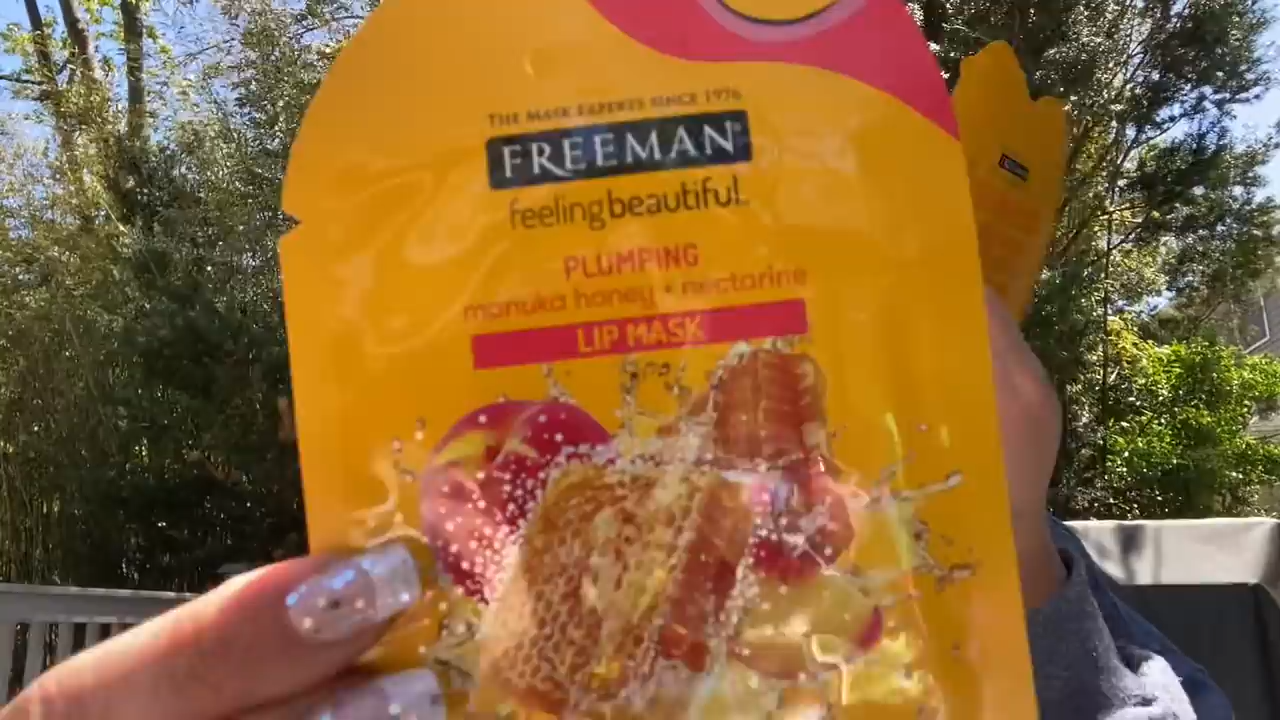 THE MASK EXPERTS SINCE 1976
FREEMAN
feeling beautiful
PLUMPING
manuka honey + nectarine
LIP MASK